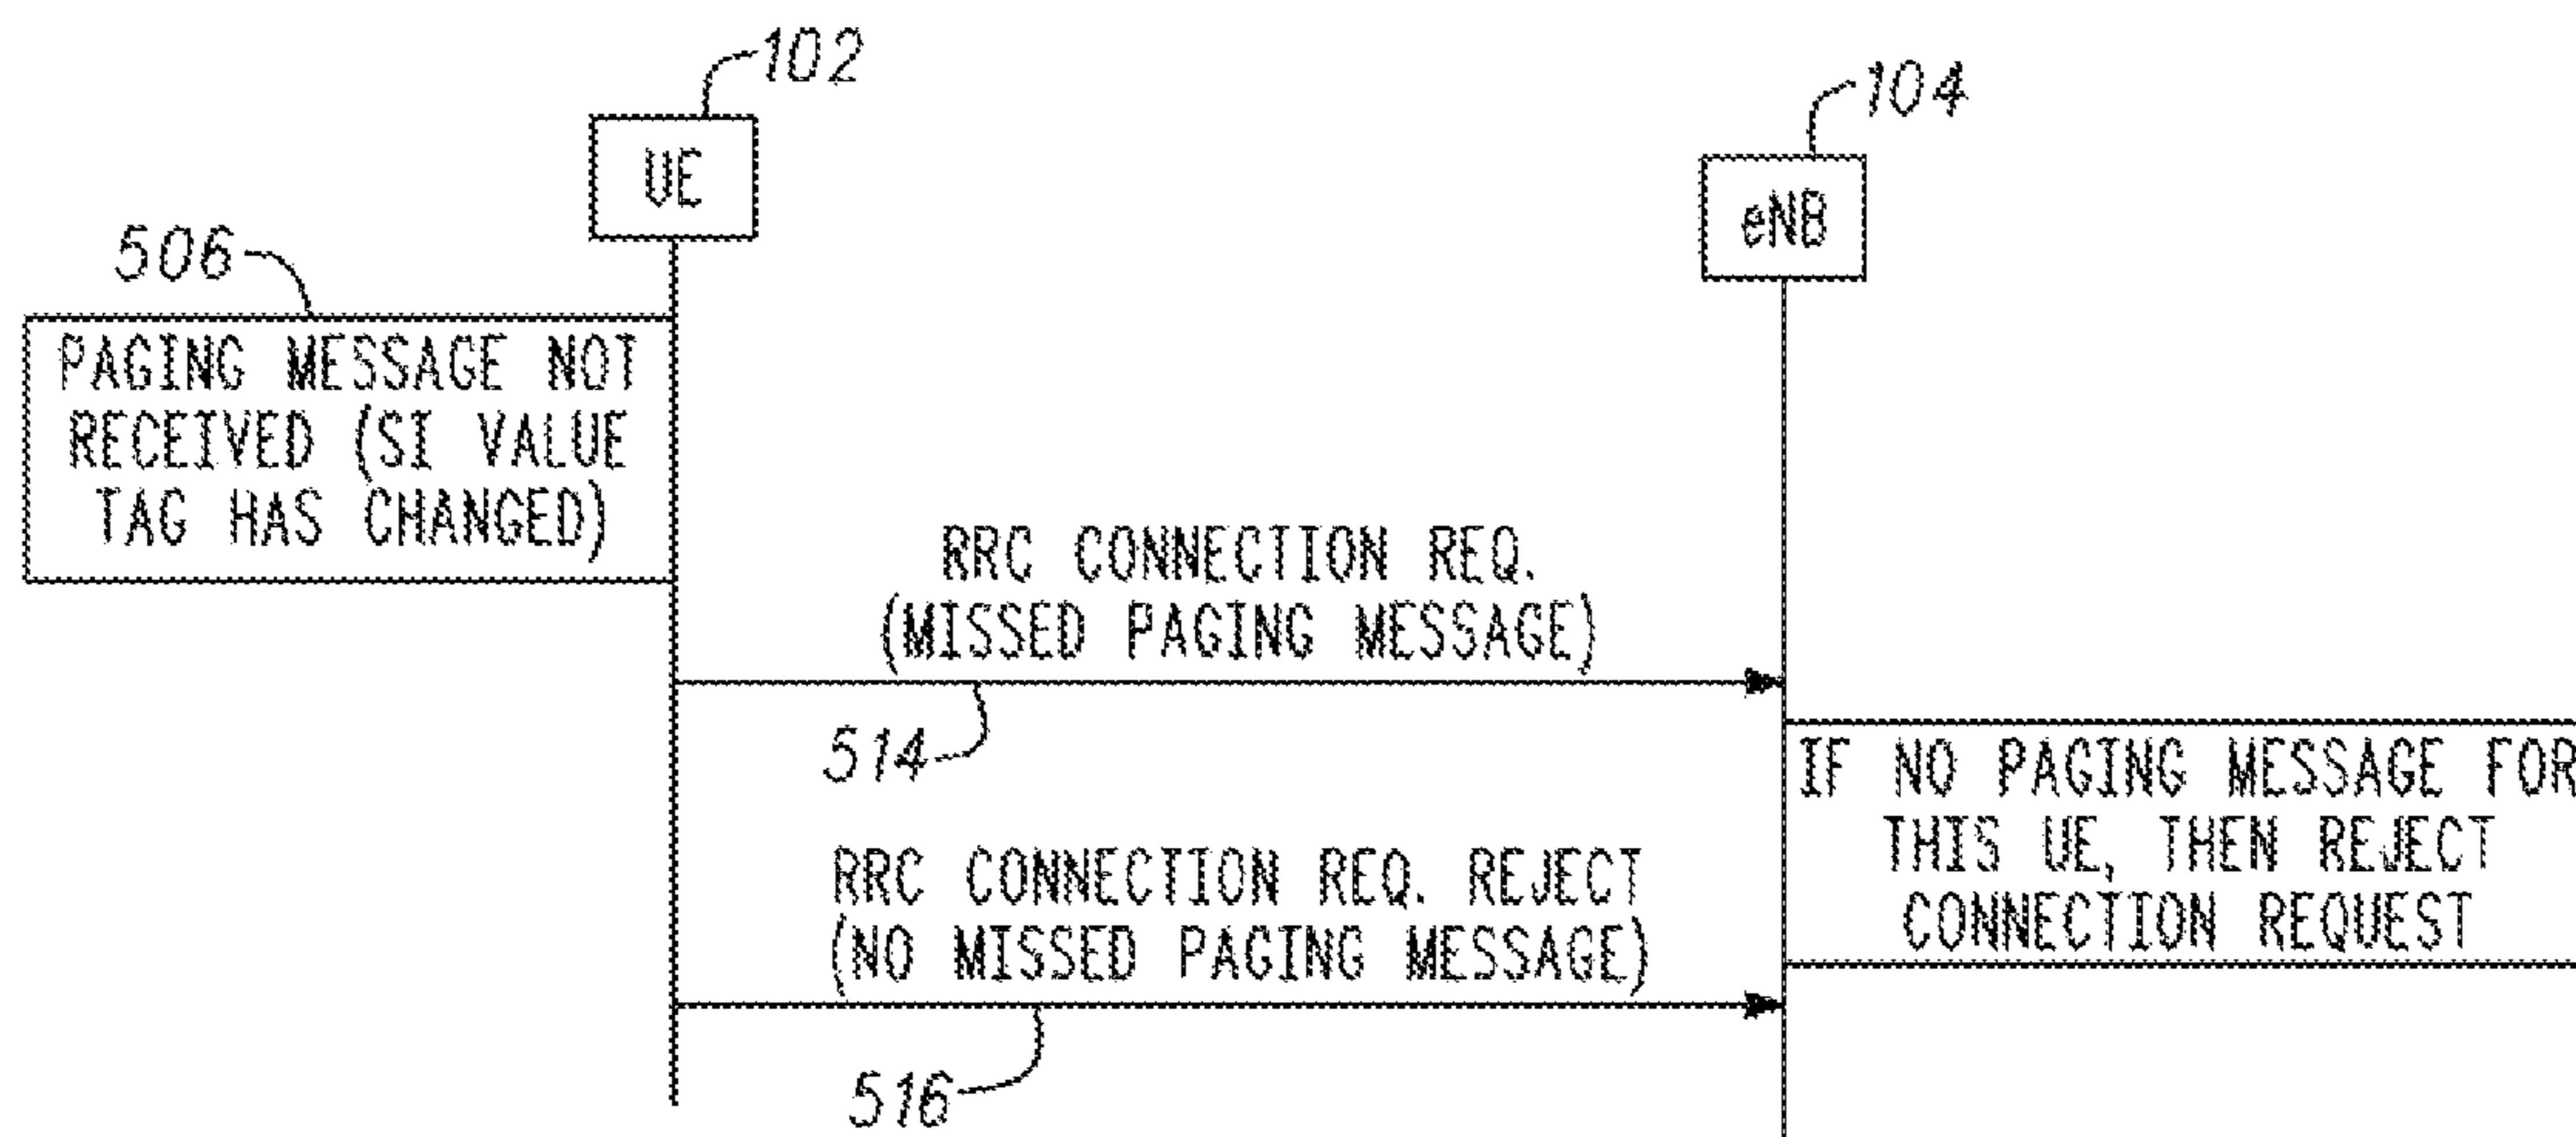 102
UE
104
eNB
506
PAGING MESSAGE NOT
RECEIVED (SI VALUE
TAG HAS CHANGED)
RRC CONNECTION REQ.
(MISSED PAGING MESSAGE)
514
IF NO PAGING MESSAGE FOR
THIS UE, THEN REJECT
CONNECTION REQUEST
RRC CONNECTION REQ. REJECT
(NO MISSED PAGING MESSAGE)
516